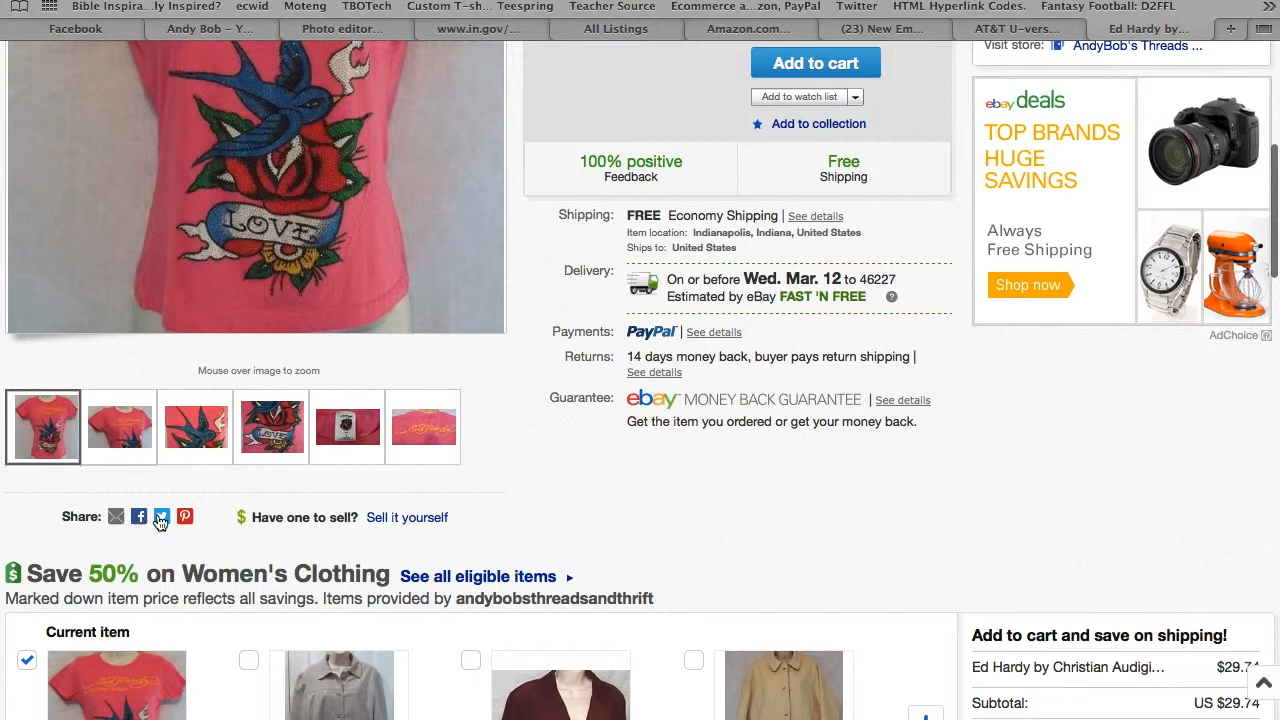 Bible Inspira...ly Inspired!: ecwid Moteng TBOTech Custom T-sh... Teespring Teacher Source Ecommerce a...zon, PayPal Twitter HTML Hyperlink Codes. Fantasy Football: D2FFL
Facebook Andy Bob – Y... Photo editor... www.in.gov/... All Listings Amazon.com... (23) New Em... AT&T U-vers... Ed Hardy by...
Visit store: AndyBob's Threads ...
Add to cart
Add to watch list
Add to collection
100% positive
Feedback
Free
Shipping
ebay deals
TOP BRANDS
HUGE
SAVINGS
Always
Free Shipping
Shop now
AdChoice
LOVE
Shipping: FREE Economy Shipping | See details
Item location: Indianapolis, Indiana, United States
Ships to: United States
Delivery: On or before Wed. Mar. 12 to 46227
Estimated by eBay FAST 'N FREE ?
Payments: PayPal | See details
Returns: 14 days money back, buyer pays return shipping |
See details
Guarantee: ebay MONEY BACK GUARANTEE | See details
Get the item you ordered or get your money back.
Mouse over image to zoom
Share: Have one to sell? Sell it yourself
Save 50% on Women's Clothing See all eligible items
Marked down item price reflects all savings. Items provided by andybobsthreadsandthrift
Current item
Add to cart and save on shipping!
Ed Hardy by Christian Audigi... $29.74
Subtotal: US $29.74